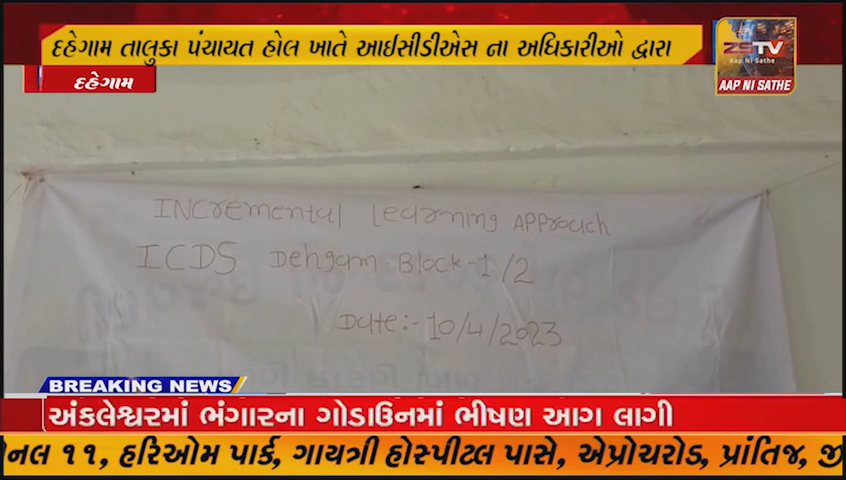 દહેગામ તાલુકા પંચાયત હોલ ખાતે આઈસીડીએસ ના અધિકારીઓ દ્વારા
ZSTV
Aap Ni Sathe
AAP NI SATHE
દહેગામ
INcremental Learning Approach
ICDS Dehgam-Block-1/2
Date:-10/4/2023
BREAKING NEWS
અંકલેશ્વરમાં ભંગારના ગોડાઉનમાં ભીષણ આગ લાગી
નલ ૧૧, હરિઓમ પાર્ક, ગાયત્રી હોસ્પીટલ પાસે, એપ્રોચરોડ, પ્રાંતિજ, જી